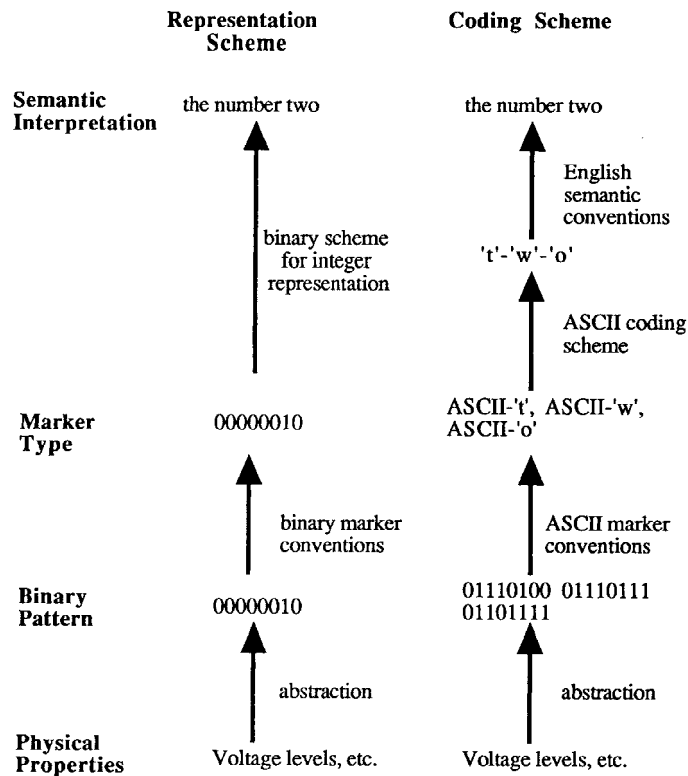 Representation
Scheme
Coding Scheme
Semantic
Interpretation
the number two
the number two
English
semantic
conventions
binary scheme
for integer
representation
't'-'w'-'o'
ASCII coding
scheme
Marker
Type
00000010
ASCII-'t', ASCII-'w',
ASCII-'o'
binary marker
conventions
ASCII marker
conventions
Binary
Pattern
00000010
01110100 01110111
01101111
abstraction
abstraction
Physical
Properties
Voltage levels, etc.
Voltage levels, etc.